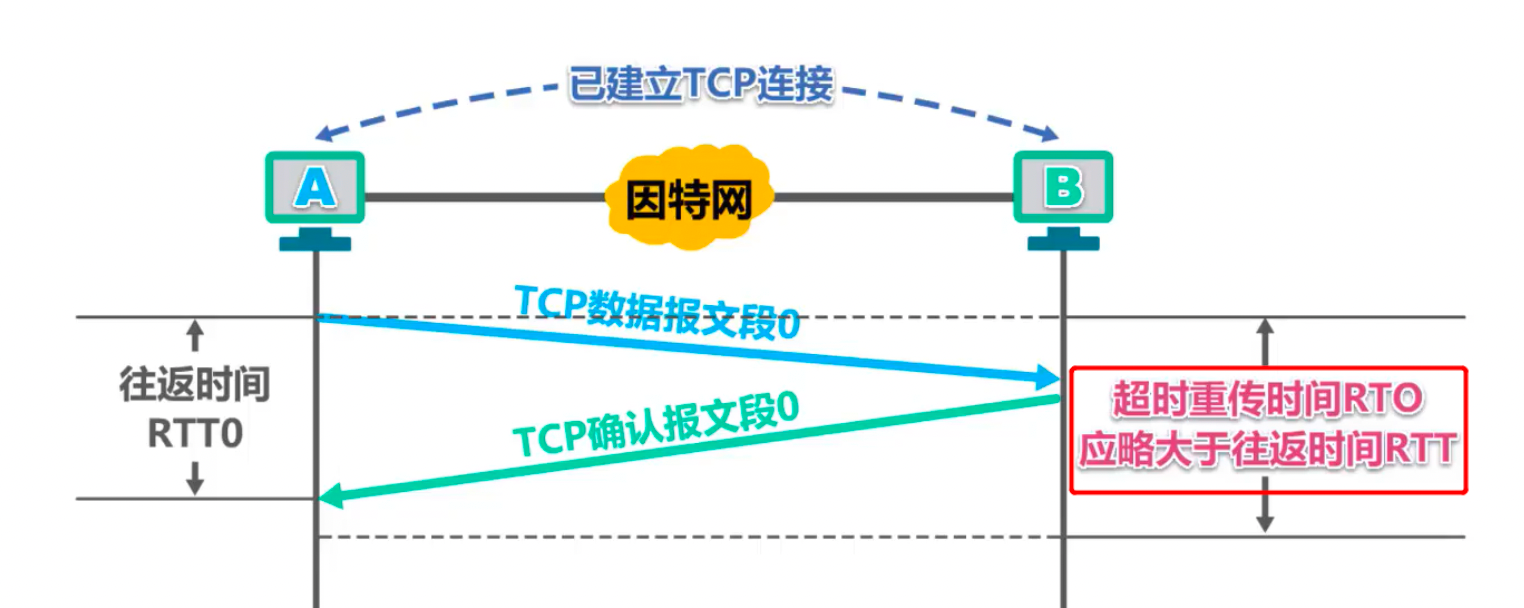 已建立TCP连接
A
因特网
B
TCP数据报文段0
往返时间
RTT0
TCP确认报文段0
超时重传时间RTO
应略大于往返时间RTT